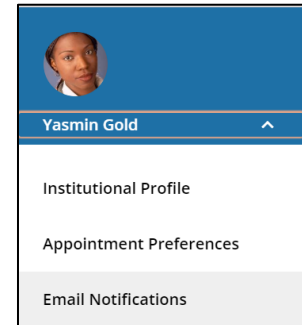 Yasmin Gold
Institutional Profile
Appointment Preferences
Email Notifications